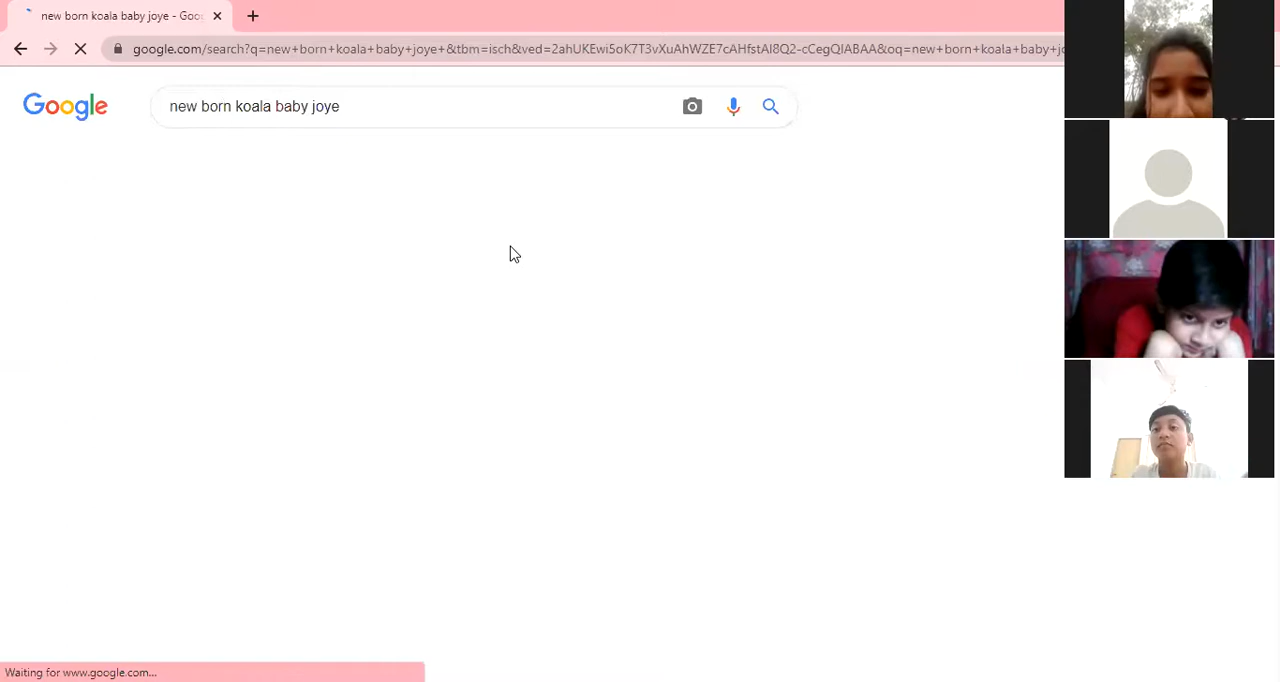 new born koala baby joye - Goo
google.com/search?q=new+born+koala+baby+joye+&tbm=isch&ved=2ahUKEwi5oK7T3vXuAhWZE7cAHfstAI8Q2-cCegQIABAA&oq=new+born+koala+baby+jo
Google
new born koala baby joye
Waiting for www.google.com...